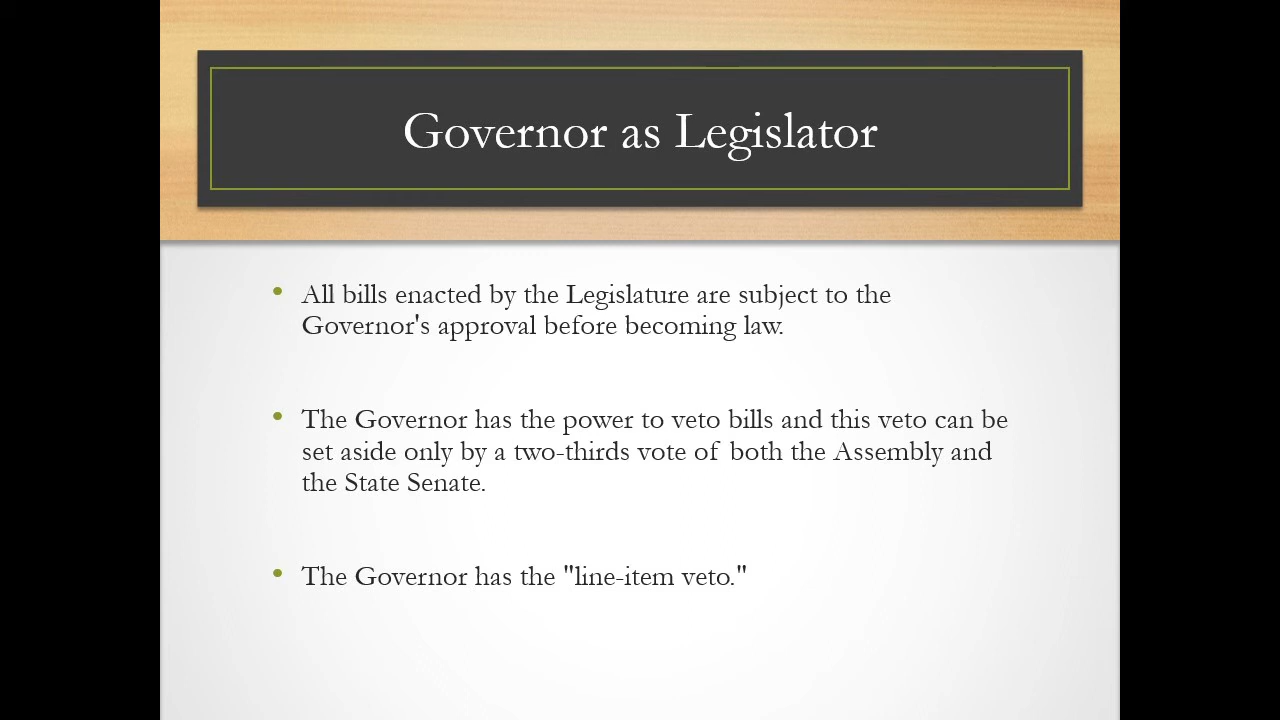 Governor as Legislator
• All bills enacted by the Legislature are subject to the
Governor's approval before becoming law.
• The Governor has the power to veto bills and this veto can be
set aside only by a two-thirds vote of both the Assembly and
the State Senate.
• The Governor has the "line-item veto."